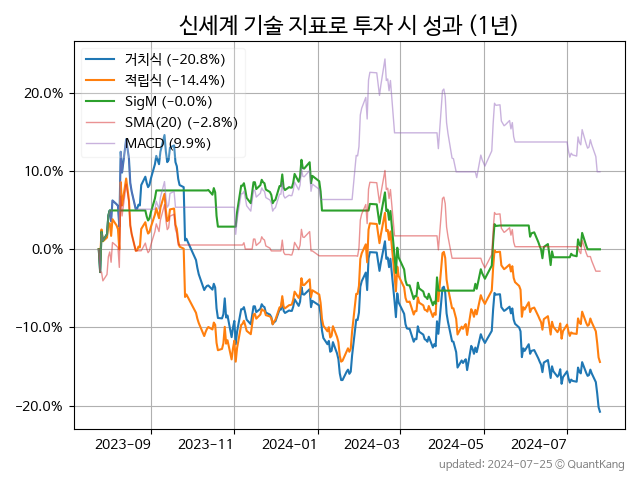 신세계 기술 지표로 투자 시 성과 (1년)
거치식 (−20.8%)
적립식 (−14.4%)
SigM (−0.0%)
SMA(20) (−2.8%)
MACD (9.9%)
20.0%
10.0%
0.0%
−10.0%
−20.0%
2023-09
2023-11
2024-01
2024-03
2024-05
2024-07
updated: 2024-07-25 © QuantKang